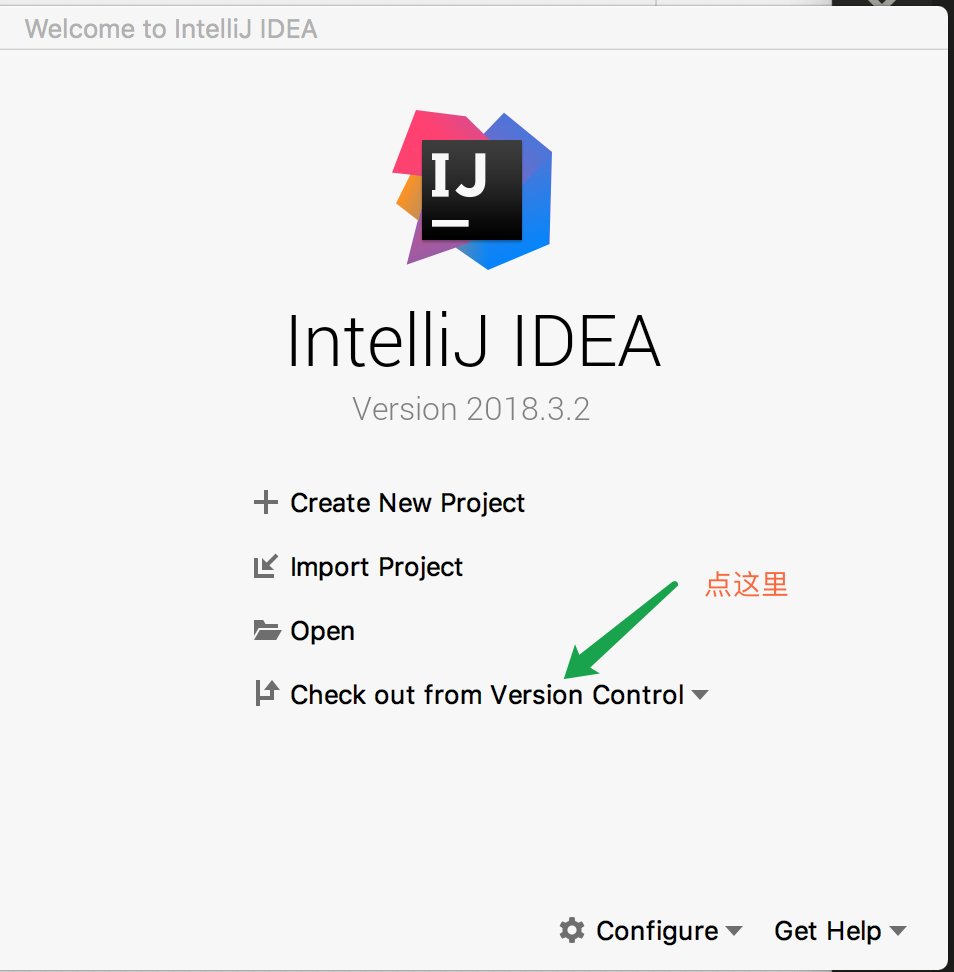 Welcome to IntelliJ IDEA
IJ
IntelliJ IDEA
Version 2018.3.2
Create New Project
Import Project
点这里
Open
Check out from Version Control
Configure
Get Help